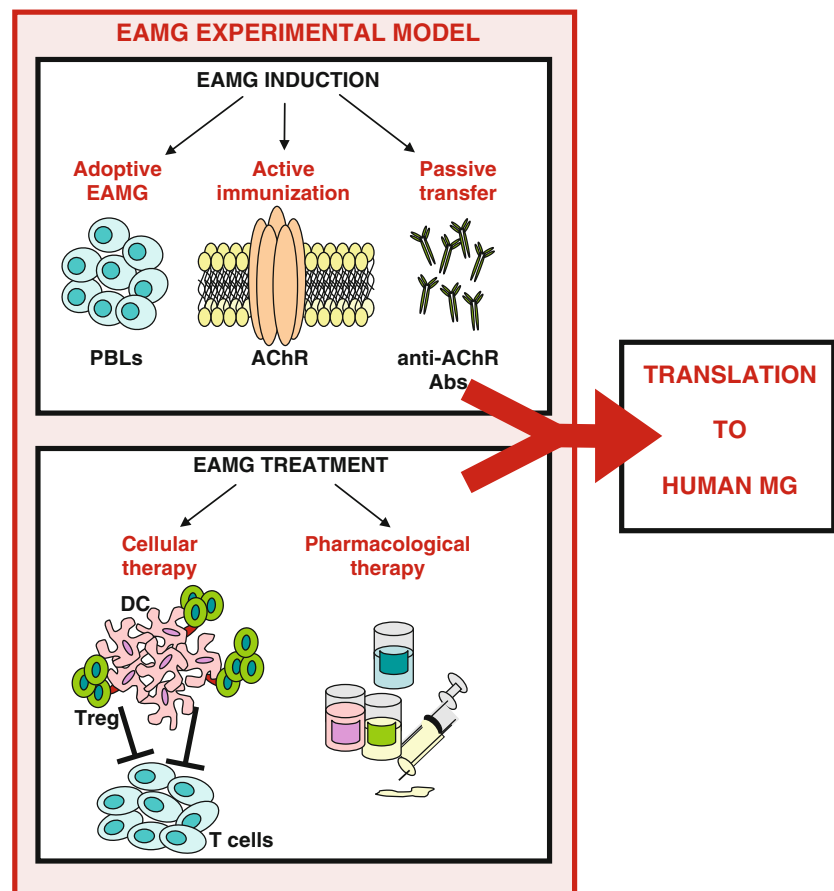 EAMG EXPERIMENTAL MODEL
EAMG INDUCTION
Adoptive
EAMG
Active
immunization
Passive
transfer
PBLs
AChR
anti-AChR
Abs
TRANSLATION
TO
HUMAN MG
EAMG TREATMENT
Cellular
therapy
Pharmacological
therapy
DC
Treg
T cells